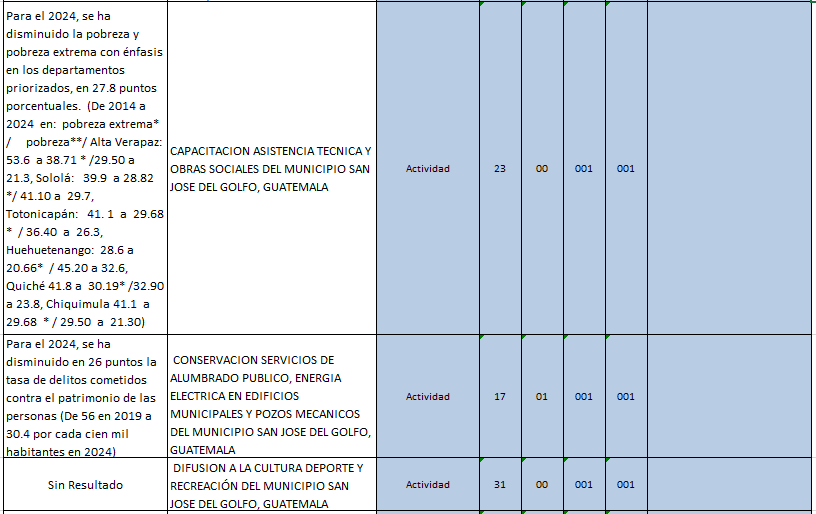 Para el 2024, se ha
disminuido la pobreza y
pobreza extrema con énfasis
en los departamentos
priorizados, en 27.8 puntos
porcentuales. (De 2014 a
2024 en: pobreza extrema*
/ pobreza**/ Alta Verapaz:
53.6 a 38.71 * /29.50 a
21.3, Sololá: 39.9 a 28.82
*/ 41.10 a 29.7,
Totonicapán: 41. 1 a 29.68
* / 36.40 a 26.3,
Huehuetenango: 28.6 a
20.66* / 45.20 a 32.6,
Quiché 41.8 a 30.19* /32.90
a 23.8, Chiquimula 41.1 a
29.68 * / 29.50 a 21.30)
CAPACITACION ASISTENCIA TECNICA Y
OBRAS SOCIALES DEL MUNICIPIO SAN
JOSE DEL GOLFO, GUATEMALA
Actividad 23 00 001 001
Para el 2024, se ha
disminuido en 26 puntos la
tasa de delitos cometidos
contra el patrimonio de las
personas (De 56 en 2019 a
30.4 por cada cien mil
habitantes en 2024)
CONSERVACION SERVICIOS DE
ALUMBRADO PUBLICO, ENERGIA
ELECTRICA EN EDIFICIOS
MUNICIPALES Y POZOS MECANICOS
DEL MUNICIPIO SAN JOSE DEL GOLFO,
GUATEMALA
Actividad 17 01 001 001
Sin Resultado
DIFUSION A LA CULTURA DEPORTE Y
RECREACIÓN DEL MUNICIPIO SAN
JOSE DEL GOLFO, GUATEMALA
Actividad 31 00 001 001